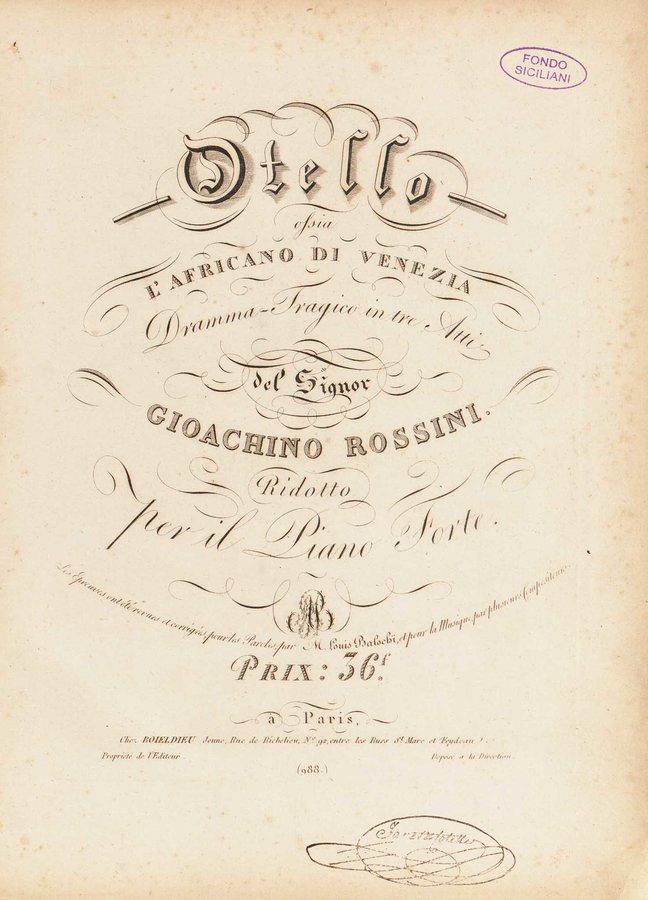 FONDO
SICILIANI
Otello
ossia
L'AFRICANO DI VENEZIA
Dramma-Tragico in tre Atti
del Signor
GIOACHINO ROSSINI.
Ridotto
per il Piano Forte.
Les Epreuves ont été revues et corrigées, pour les Paroles, par M. Louis Balochi, et pour la Musique, par plusieurs Compositeurs.
PRIX: 36f.
à Paris,
Chez BOIELDIEU Jeune, Rue de Richelieu, No. 92, entre les Rues St. Marc et Feydeau.
Propriété de l'Editeur.
Déposé à la Direction.
(988.)